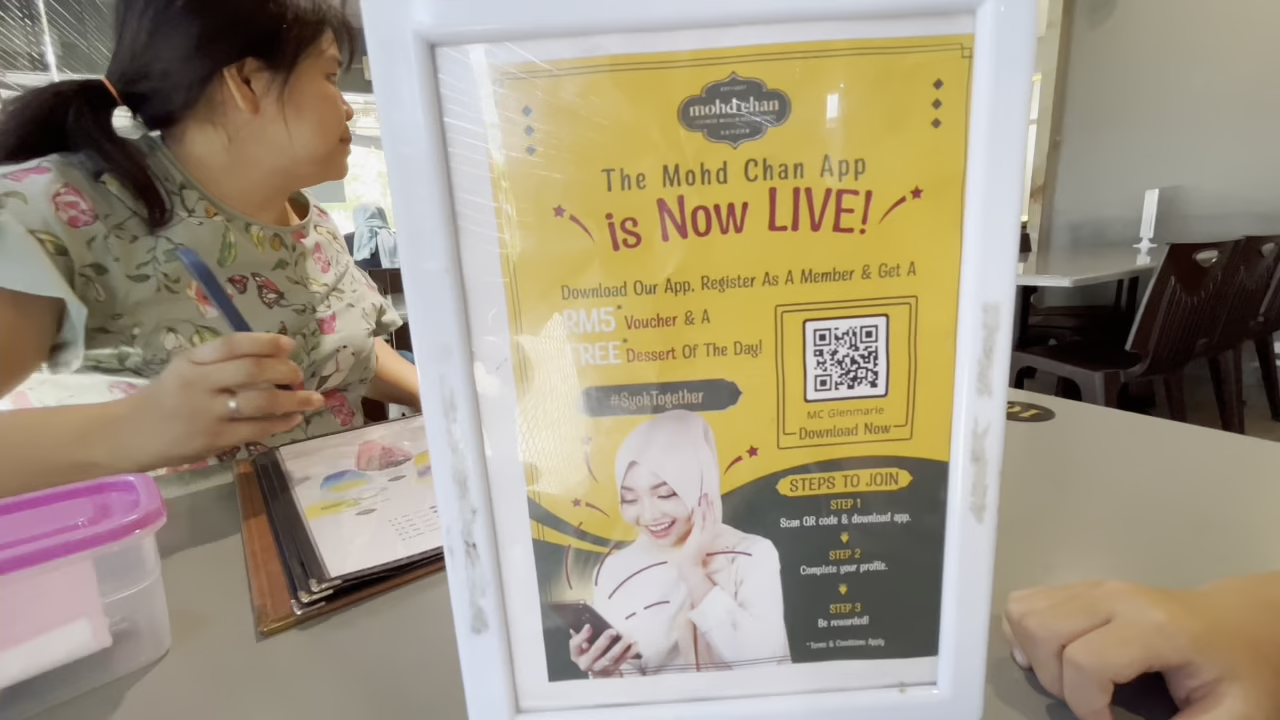 mohd chan
The Mohd Chan App
is Now LIVE!
Download Our App, Register As A Member & Get A
RM5* Voucher & A
FREE* Dessert Of The Day!
#SyokTogether
MC Glenmarie
Download Now
STEPS TO JOIN
STEP 1
Scan QR code & download app.
STEP 2
Complete your profile.
STEP 3
Be rewarded!
*Terms & Conditions Apply